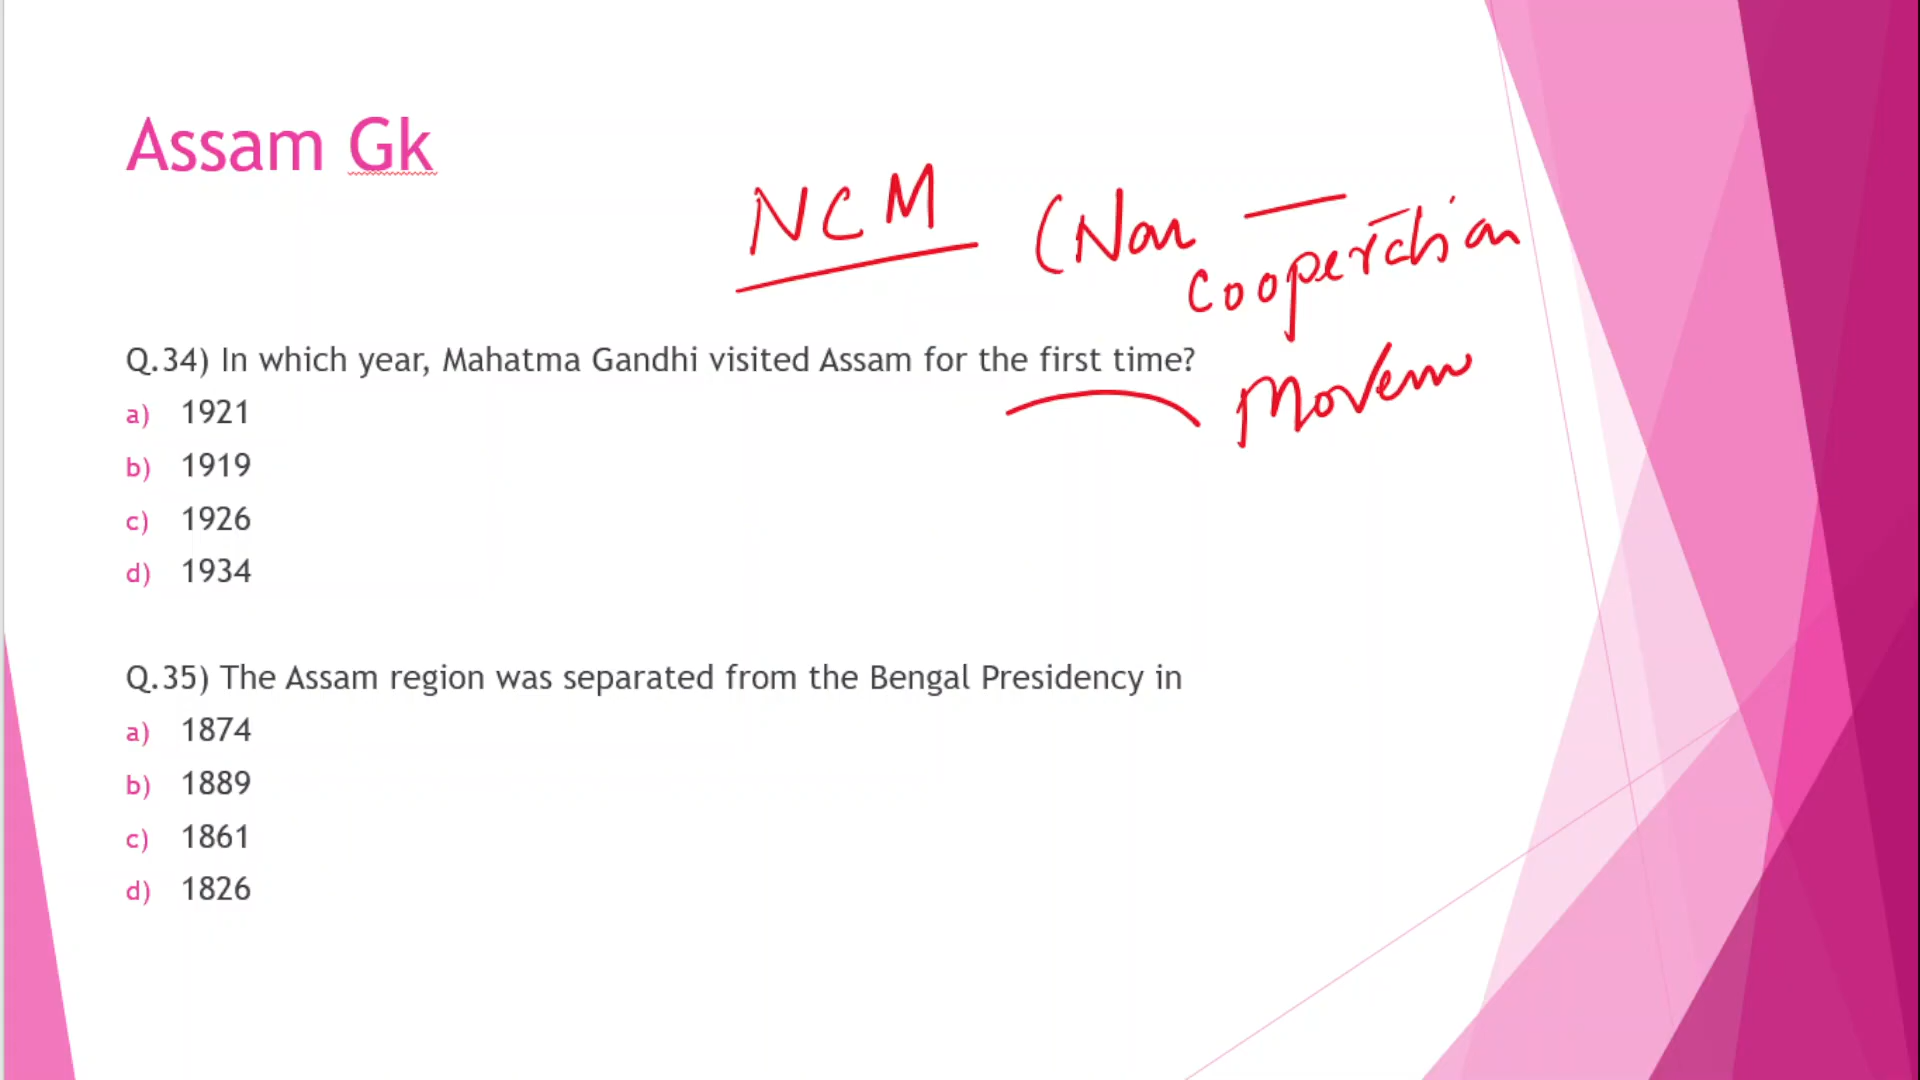 Assam Gk
NCM (Non -
Cooperation
Movem
Q.34) In which year, Mahatma Gandhi visited Assam for the first time?
a) 1921
b) 1919
c) 1926
d) 1934
Q.35) The Assam region was separated from the Bengal Presidency in
a) 1874
b) 1889
c) 1861
d) 1826